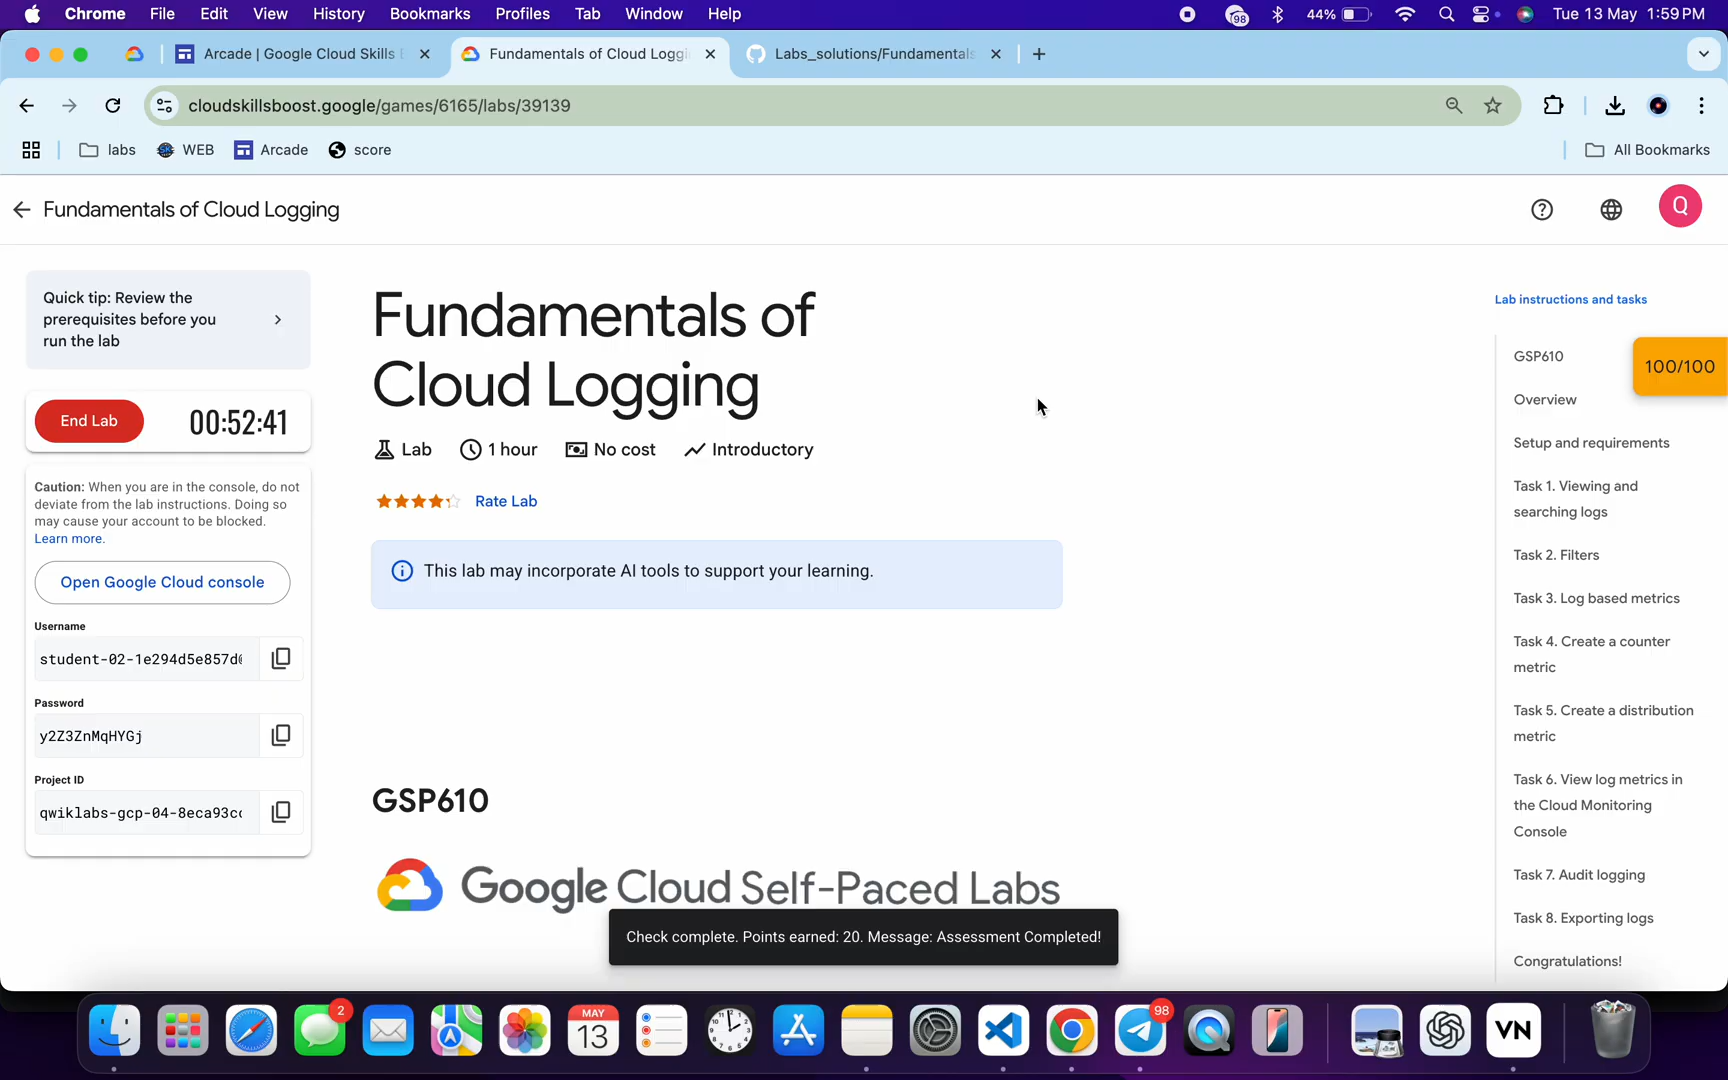 Chrome File Edit View History Bookmarks Profiles Tab Window Help 98 44% Tue 13 May 1:59 PM
Arcade | Google Cloud Skills Fundamentals of Cloud Loggi Labs_solutions/Fundamentals
cloudskillsboost.google/games/6165/labs/39139
labs WEB Arcade score All Bookmarks
Fundamentals of Cloud Logging
Q
Quick tip: Review the
prerequisites before you
run the lab
End Lab 00:52:41
Caution: When you are in the console, do not
deviate from the lab instructions. Doing so
may cause your account to be blocked.
Learn more.
Open Google Cloud console
Username
student-02-1e294d5e857d
Password
y2Z3ZnMqHYGj
Project ID
qwiklabs-gcp-04-8eca93c
Fundamentals of
Cloud Logging
Lab 1 hour No cost Introductory
Rate Lab
This lab may incorporate AI tools to support your learning.
GSP610
Google Cloud Self-Paced Labs
Check complete. Points earned: 20. Message: Assessment Completed!
Lab instructions and tasks
GSP610
100/100
Overview
Setup and requirements
Task 1. Viewing and
searching logs
Task 2. Filters
Task 3. Log based metrics
Task 4. Create a counter
metric
Task 5. Create a distribution
metric
Task 6. View log metrics in
the Cloud Monitoring
Console
Task 7. Audit logging
Task 8. Exporting logs
Congratulations!
2
MAY
13
98
VN